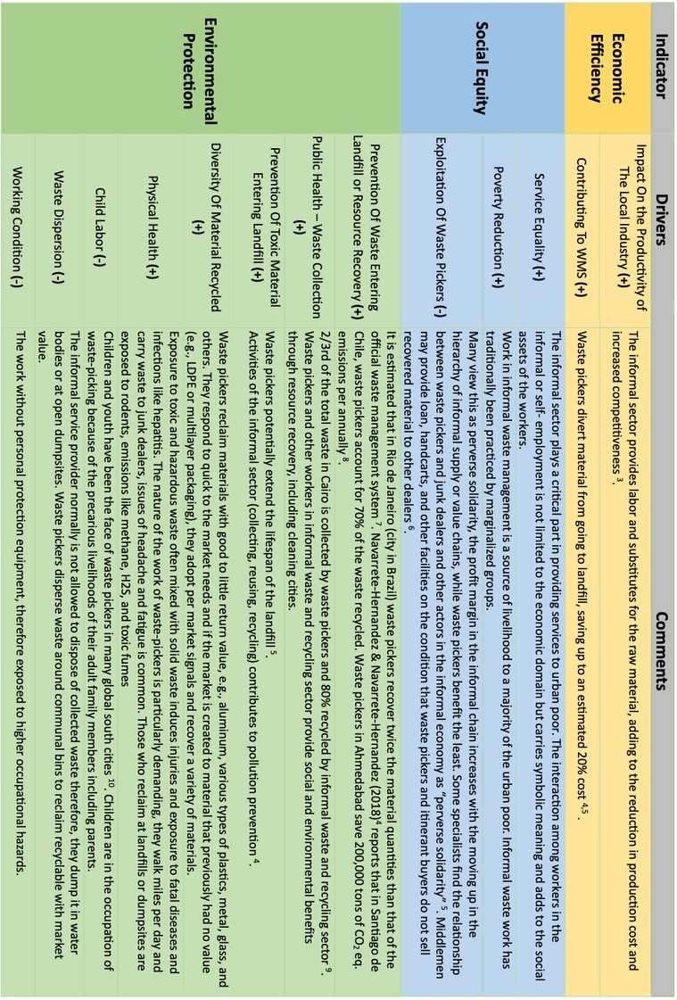 Indicator
Drivers
Comments
Economic
Efficiency
Impact On the Productivity of
The Local Industry (+)
The informal sector provides labor and substitutes for the raw material, adding to the reduction in production cost and
increased competitiveness 3.
Contributing To WMS (+)
Waste pickers divert material from going to landfill, saving up to an estimated 20% cost 4,5.
Social Equity
Service Equality (+)
The informal sector plays a critical part in providing services to urban poor. The interaction among workers in the
informal or self- employment is not limited to the economic domain but carries symbolic meaning and adds to the social
assets of the workers.
Poverty Reduction (+)
Work in informal waste management is a source of livelihood to a majority of the urban poor. Informal waste work has
traditionally been practiced by marginalized groups.
Exploitation Of Waste Pickers (-)
Many view this as perverse solidarity, the profit margin in the informal chain increases with the moving up in the
hierarchy of informal supply or value chains, while waste pickers benefit the least. Some specialists find the relationship
between waste pickers and junk dealers and other actors in the informal economy as “perverse solidarity” 5. Middlemen
may provide loan, handcarts, and other facilities on the condition that waste pickers and itinerant buyers do not sell
recovered material to other dealers 6.
Environmental
Protection
Prevention Of Waste Entering
Landfill or Resource Recovery (+)
It is estimated that in Rio de Janeiro (city in Brazil) waste pickers recover twice the material quantities than that of the
official waste management system 7. Navarrete-Hernandez & Navarrete-Hernandez (2018)4 reports that in Santiago de
Chile, waste pickers account for 70% of the waste recycled. Waste pickers in Ahmedabad save 200,000 tons of CO2 eq.
emissions per annually 8.
Public Health – Waste Collection
(+)
2/3rd of the total waste in Cairo is collected by waste pickers and 80% recycled by informal waste and recycling sector 9.
Waste pickers and other workers in informal waste and recycling sector provide social and environmental benefits
through resource recovery, including cleaning cities.
Prevention Of Toxic Material
Entering Landfill (+)
Waste pickers potentially extend the lifespan of the landfill 5.
Activities of the informal sector (collecting, reusing, recycling) contributes to pollution prevention 4.
Diversity Of Material Recycled
(+)
Waste pickers reclaim materials with good to little return value, e.g., aluminum, various types of plastics, metal, glass, and
others. They respond to quick to the market needs and if the market is created to material that previously had no value
(e.g., LDPE or multilayer packaging), they adopt per market signals and recover a variety of materials.
Physical Health (+)
Exposure to toxic and hazardous waste often mixed with solid waste induces injuries and exposure to fatal diseases and
infections like hepatitis. The nature of the work of waste-pickers is particularly demanding, they walk miles per day and
carry waste to junk dealers, issues of headache and fatigue is common. Those who reclaim at landfills or dumpsites are
exposed to rodents, emissions like methane, H2S, and toxic fumes
Child Labor (-)
Children and youth have been the face of waste pickers in many global south cities 10. Children are in the occupation of
waste-picking because of the precarious livelihoods of their adult family members including parents.
Waste Dispersion (-)
The informal service provider normally is not allowed to dispose of collected waste therefore, they dump it in water
bodies or at open dumpsites. Waste pickers disperse waste around communal bins to reclaim recyclable with market
value.
Working Condition (-)
The work without personal protection equipment, therefore exposed to higher occupational hazards.